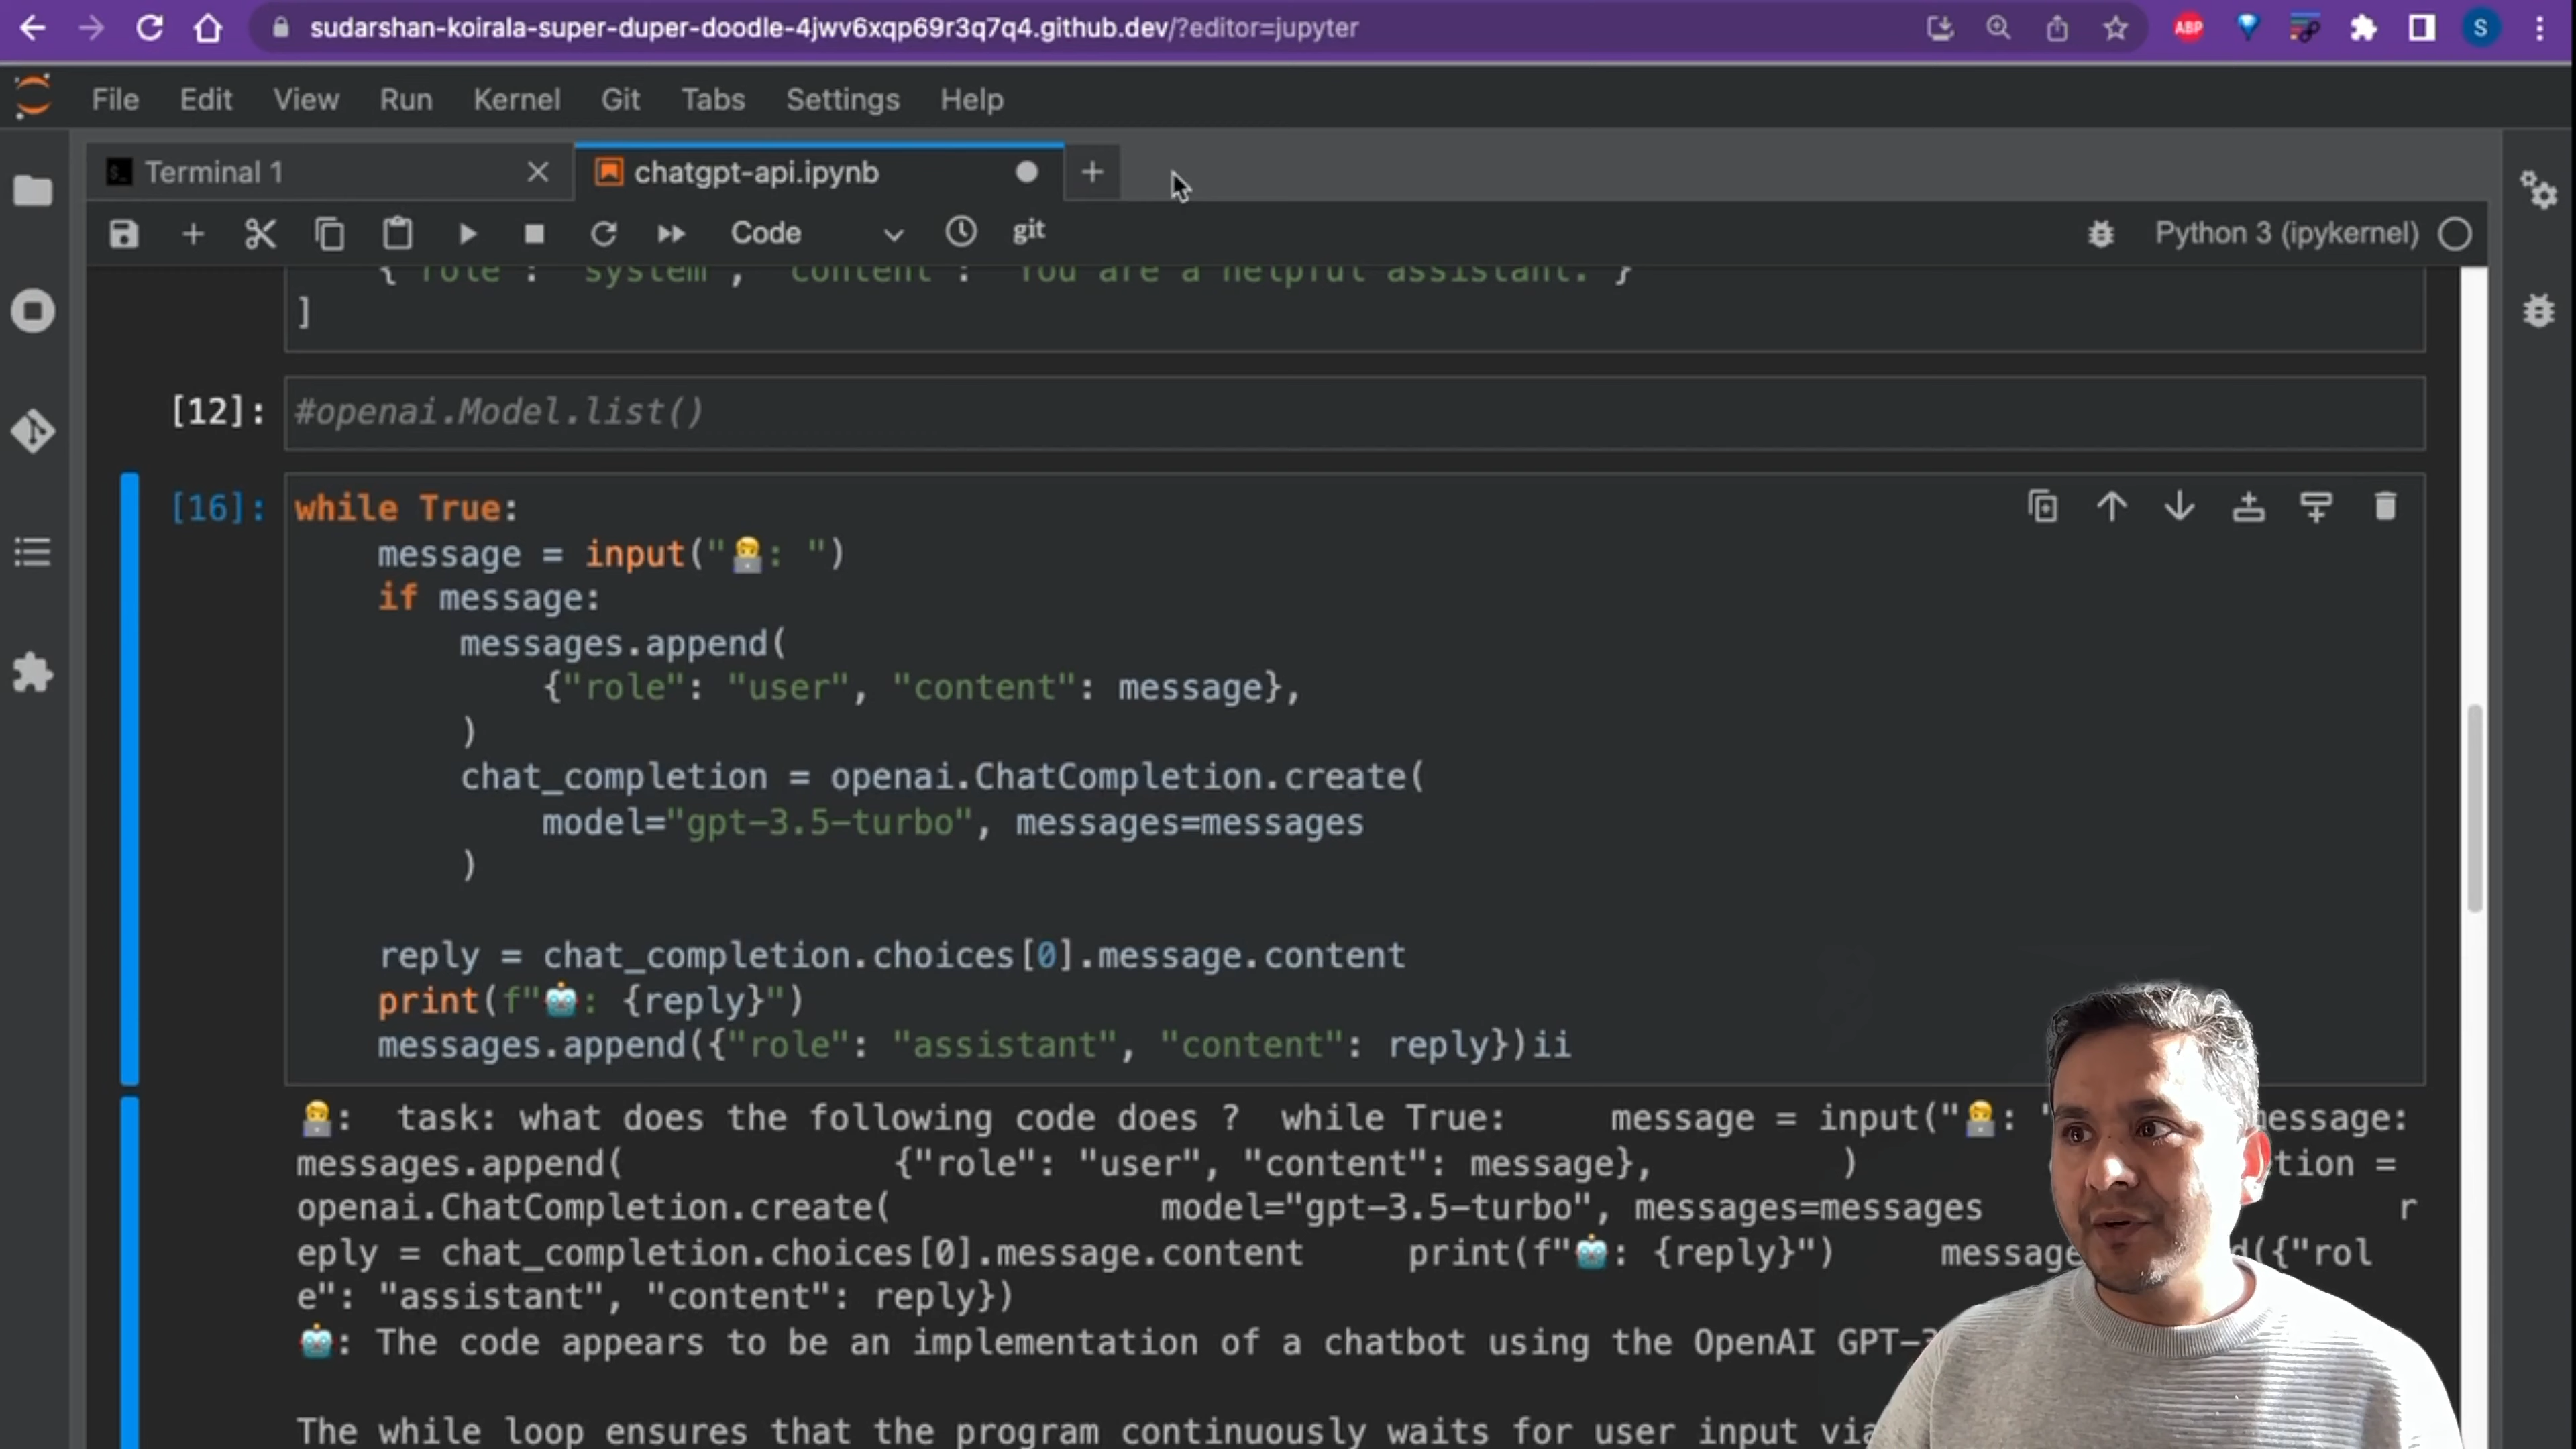 sudarshan-koirala-super-duper-doodle-4jwv6xqp69r3q7q4.github.dev/?editor=jupyter
ABP
S
File Edit View Run Kernel Git Tabs Settings Help
Terminal 1
chatgpt-api.ipynb
Code
git
Python 3 (ipykernel)
{"role": "system", "content": "You are a helpful assistant."}
]
[12]: #openai.Model.list()
[16]: while True:
message = input("👨‍💻: ")
if message:
messages.append(
{"role": "user", "content": message},
)
chat_completion = openai.ChatCompletion.create(
model="gpt-3.5-turbo", messages=messages
)
reply = chat_completion.choices[0].message.content
print(f"🤖: {reply}")
messages.append({"role": "assistant", "content": reply})ii
👨‍💻: task: what does the following code does ? while True: message = input("👨‍💻: " message:
messages.append( {"role": "user", "content": message}, ) tion =
openai.ChatCompletion.create( model="gpt-3.5-turbo", messages=messages r
eply = chat_completion.choices[0].message.content print(f"🤖: {reply}") message d({"rol
e": "assistant", "content": reply})
🤖: The code appears to be an implementation of a chatbot using the OpenAI GPT-3
The while loop ensures that the program continuously waits for user input via